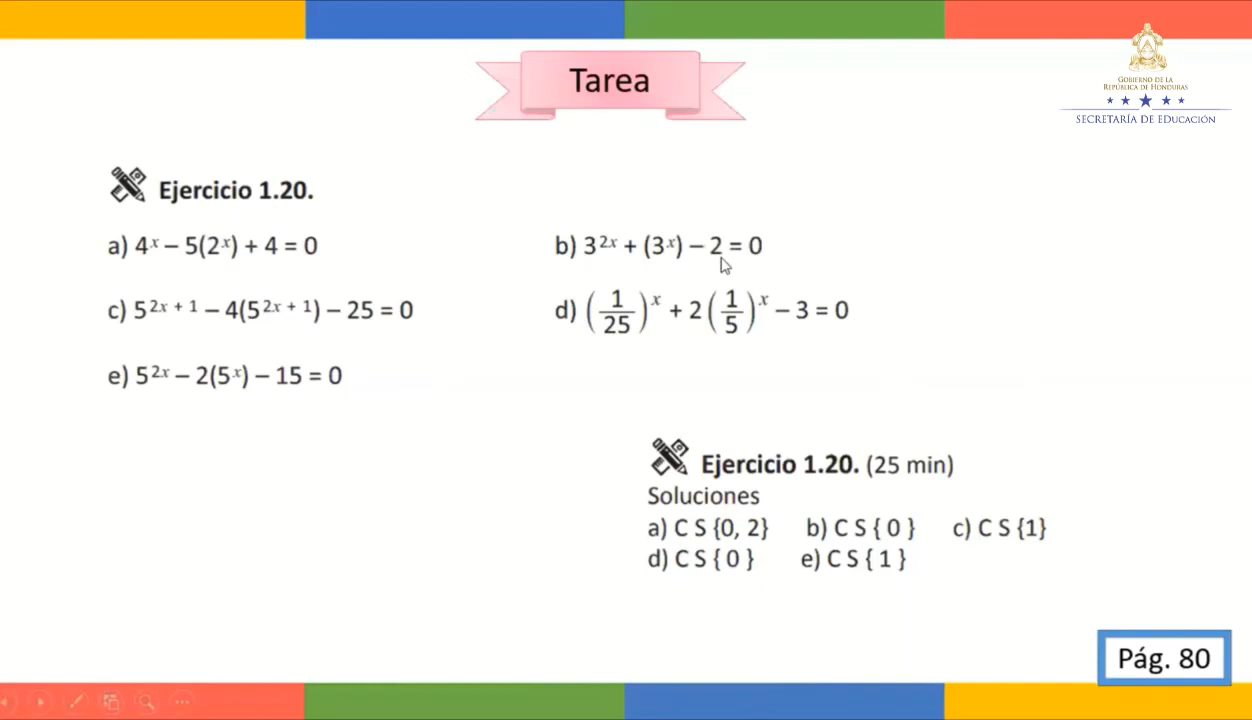 Tarea
GOBIERNO DE LA
REPÚBLICA DE HONDURAS
SECRETARÍA DE EDUCACIÓN
Ejercicio 1.20.
a) 4ˣ – 5(2ˣ) + 4 = 0
b) 3²ˣ + (3ˣ) – 2 = 0
c) 5²ˣ ⁺ ¹ – 4(5²ˣ ⁺ ¹) – 25 = 0
d) (1/25)ˣ + 2 (1/5)ˣ – 3 = 0
e) 5²ˣ – 2(5ˣ) – 15 = 0
Ejercicio 1.20. (25 min)
Soluciones
a) C S {0, 2} b) C S { 0 } c) C S {1}
d) C S { 0 } e) C S { 1 }
Pág. 80